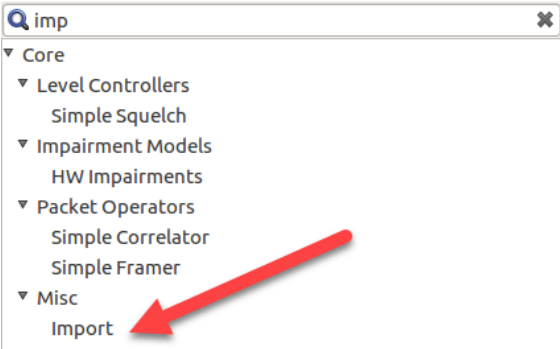 imp
Core
Level Controllers
Simple Squelch
Impairment Models
HW Impairments
Packet Operators
Simple Correlator
Simple Framer
Misc
Import